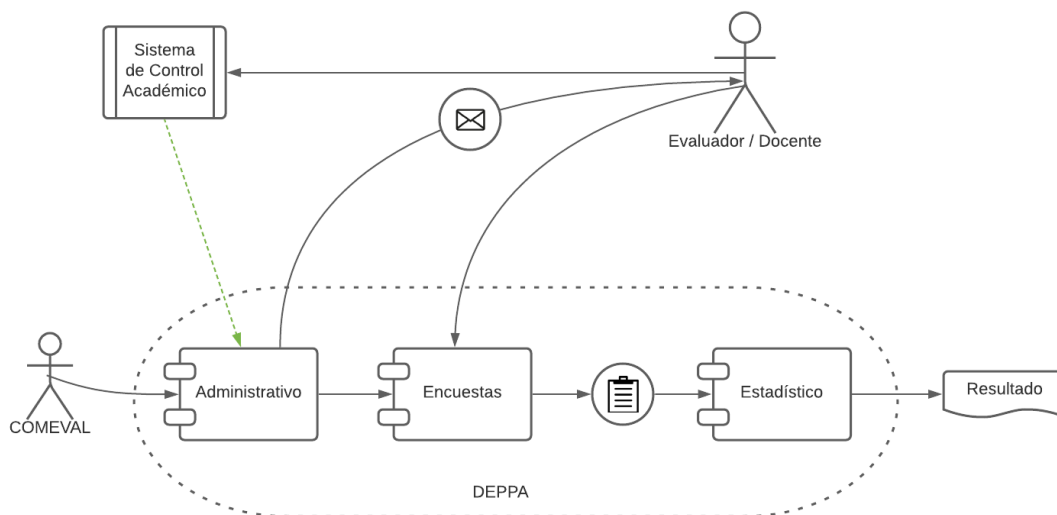 Sistema
de Control
Académico
Evaluador / Docente
COMEVAL
Administrativo
Encuestas
Estadístico
Resultado
DEPPA